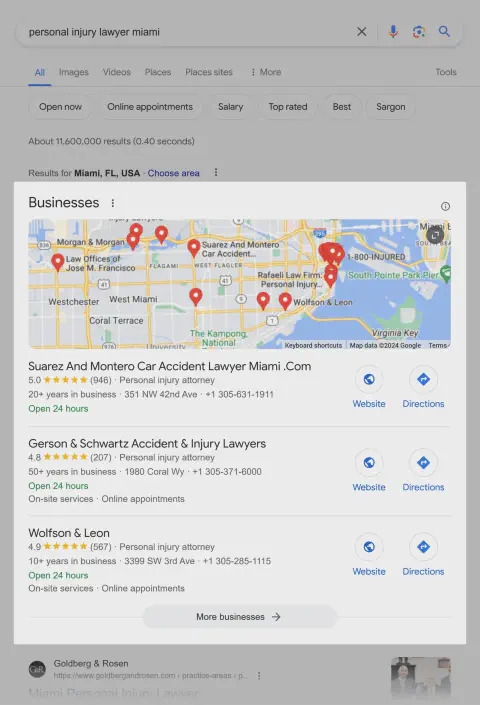 personal injury lawyer miami
All Images Videos Places Places sites More Tools
Open now Online appointments Salary Top rated Best Sargon
About 11,600,000 results (0.40 seconds)
Results for Miami, FL, USA · Choose area
Businesses
Injury Lawyers
Morgan & Morgan
Law Offices of
Jose M. Francisco
FLAGAMI
WEST FLAGLER
Suarez And Montero
Car Accident...
Rafaeli Law Firm:
Personal Injury...
1-800-INJURED
South Pointe Park Pier
Westchester
West Miami
Wolfson & Leon
Coral Terrace
The Kampong,
National
Virginia Key
Keyboard shortcuts Map data ©2024 Google Terms
Suarez And Montero Car Accident Lawyer Miami .Com
5.0 (946) · Personal injury attorney
20+ years in business · 351 NW 42nd Ave · +1 305-631-1911
Open 24 hours
Website Directions
Gerson & Schwartz Accident & Injury Lawyers
4.8 (207) · Personal injury attorney
50+ years in business · 1980 Coral Wy · +1 305-371-6000
Open 24 hours
On-site services · Online appointments
Website Directions
Wolfson & Leon
4.9 (567) · Personal injury attorney
10+ years in business · 3399 SW 3rd Ave · +1 305-285-1115
Open 24 hours
On-site services · Online appointments
Website Directions
More businesses
Goldberg & Rosen
https://www.goldbergandrosen.com › practice-areas › p...
Miami Personal Injury Lawyer